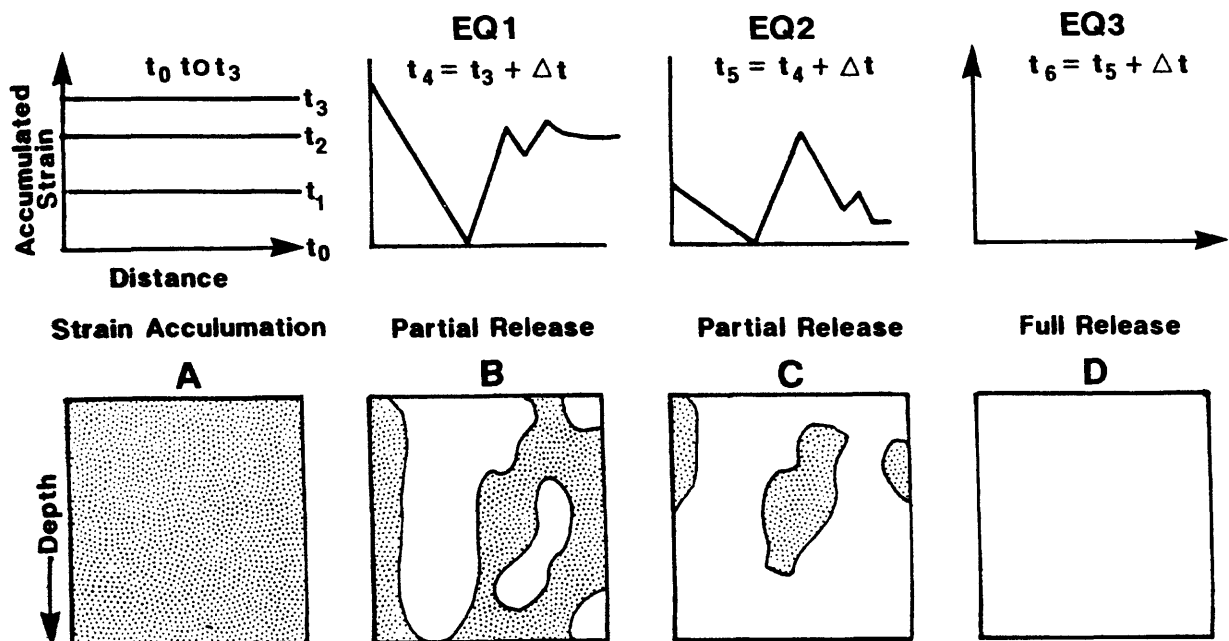 EQ1
EQ2
EQ3
t₀ to t₃
t₄ = t₃ + Δt
t₅ = t₄ + Δt
t₆ = t₅ + Δt
Accumulated
Strain
t₃
t₂
t₁
t₀
Distance
Strain Acculumation
Partial Release
Partial Release
Full Release
A
B
C
D
Depth